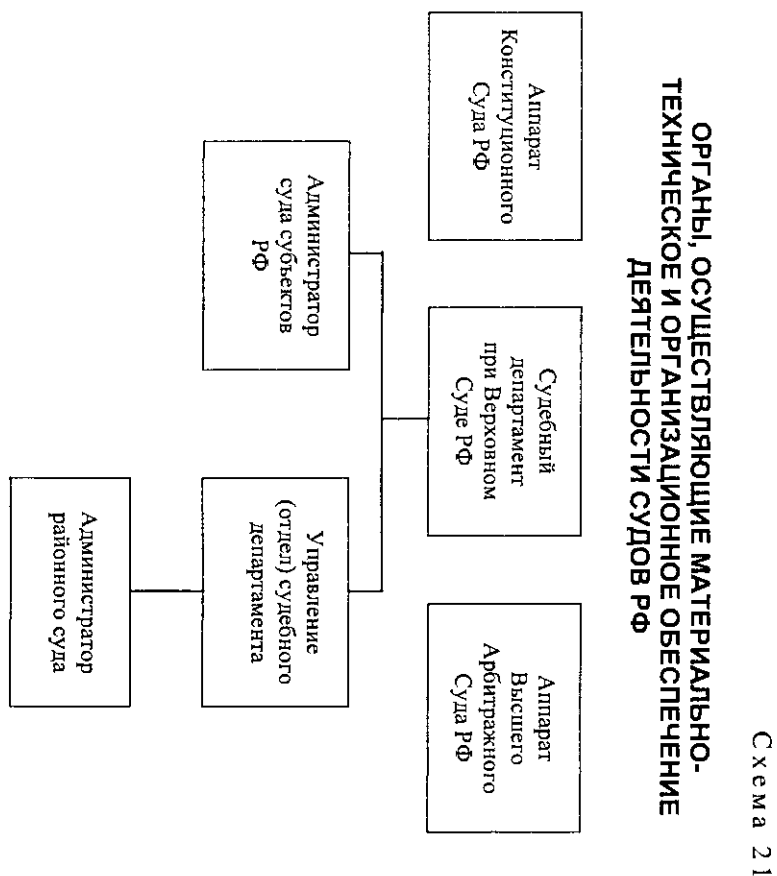 Схема 21
ОРГАНЫ, ОСУЩЕСТВЛЯЮЩИЕ МАТЕРИАЛЬНО-
ТЕХНИЧЕСКОЕ И ОРГАНИЗАЦИОННОЕ ОБЕСПЕЧЕНИЕ
ДЕЯТЕЛЬНОСТИ СУДОВ РФ
Аппарат
Конституционного
Суда РФ
Судебный
департамент
при Верховном
Суде РФ
Аппарат
Высшего
Арбитражного
Суда РФ
Администратор
суда субъектов
РФ
Управление
(отдел) судебного
департамента
Администратор
районного суда